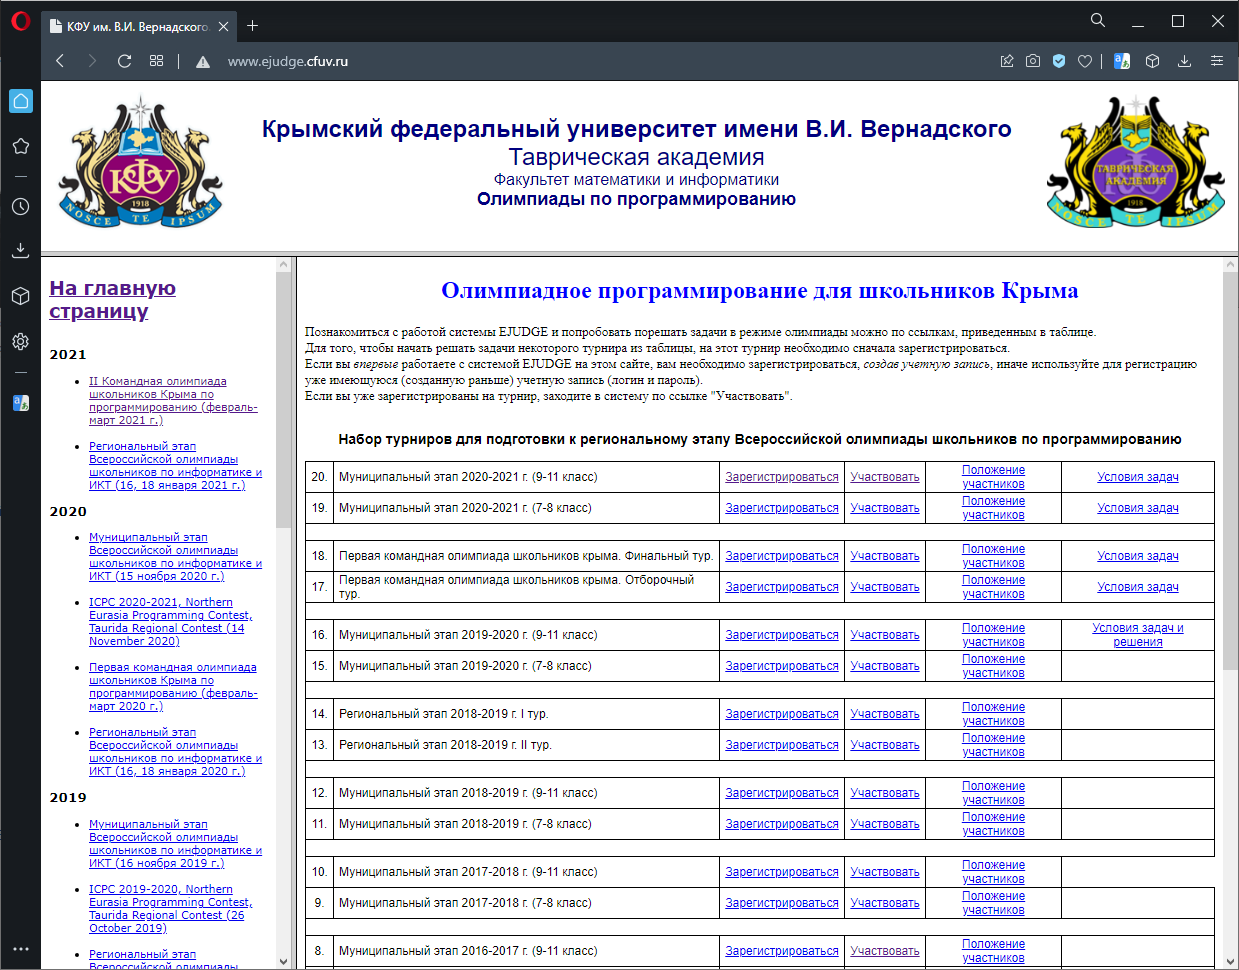 КФУ им. В.И. Вернадского.
www.ejudge.cfuv.ru
КФУ
1918
NOSCE TE IPSUM
Крымский федеральный университет имени В.И. Вернадского
Таврическая академия
Факультет математики и информатики
Олимпиады по программированию
ТАВРИЧЕСКАЯ
АКАДЕМИЯ
1918
NOSCE TE IPSUM
На главную
страницу
2021
II Командная олимпиада
школьников Крыма по
программированию (февраль-
март 2021 г.)
Региональный этап
Всероссийской олимпиады
школьников по информатике и
ИКТ (16, 18 января 2021 г.)
2020
Муниципальный этап
Всероссийской олимпиады
школьников по информатике и
ИКТ (15 ноября 2020 г.)
ICPC 2020-2021, Northern
Eurasia Programming Contest,
Taurida Regional Contest (14
November 2020)
Первая командная олимпиада
школьников Крыма по
программированию (февраль-
март 2020 г.)
Региональный этап
Всероссийской олимпиады
школьников по информатике и
ИКТ (16, 18 января 2020 г.)
2019
Муниципальный этап
Всероссийской олимпиады
школьников по информатике и
ИКТ (16 ноября 2019 г.)
ICPC 2019-2020, Northern
Eurasia Programming Contest,
Taurida Regional Contest (26
October 2019)
Региональный этап
Всероссийской олимпиады
Олимпиадное программирование для школьников Крыма
Познакомиться с работой системы EJUDGE и попробовать порешать задачи в режиме олимпиады можно по ссылкам, приведенным в таблице.
Для того, чтобы начать решать задачи некоторого турнира из таблицы, на этот турнир необходимо сначала зарегистрироваться.
Если вы впервые работаете с системой EJUDGE на этом сайте, вам необходимо зарегистрироваться, создав учетную запись, иначе используйте для регистрацию
уже имеющуюся (созданную раньше) учетную запись (логин и пароль).
Если вы уже зарегистрированы на турнир, заходите в систему по ссылке "Участвовать".
Набор турниров для подготовки к региональному этапу Всероссийской олимпиады школьников по программированию
20. Муниципальный этап 2020-2021 г. (9-11 класс) Зарегистрироваться Участвовать Положение участников Условия задач
19. Муниципальный этап 2020-2021 г. (7-8 класс) Зарегистрироваться Участвовать Положение участников Условия задач
18. Первая командная олимпиада школьников крыма. Финальный тур. Зарегистрироваться Участвовать Положение участников Условия задач
17. Первая командная олимпиада школьников крыма. Отборочный тур. Зарегистрироваться Участвовать Положение участников Условия задач
16. Муниципальный этап 2019-2020 г. (9-11 класс) Зарегистрироваться Участвовать Положение участников Условия задач и решения
15. Муниципальный этап 2019-2020 г. (7-8 класс) Зарегистрироваться Участвовать Положение участников
14. Региональный этап 2018-2019 г. I тур. Зарегистрироваться Участвовать Положение участников
13. Региональный этап 2018-2019 г. II тур. Зарегистрироваться Участвовать Положение участников
12. Муниципальный этап 2018-2019 г. (9-11 класс) Зарегистрироваться Участвовать Положение участников
11. Муниципальный этап 2018-2019 г. (7-8 класс) Зарегистрироваться Участвовать Положение участников
10. Муниципальный этап 2017-2018 г. (9-11 класс) Зарегистрироваться Участвовать Положение участников
9. Муниципальный этап 2017-2018 г. (7-8 класс) Зарегистрироваться Участвовать Положение участников
8. Муниципальный этап 2016-2017 г. (9-11 класс) Зарегистрироваться Участвовать Положение участников